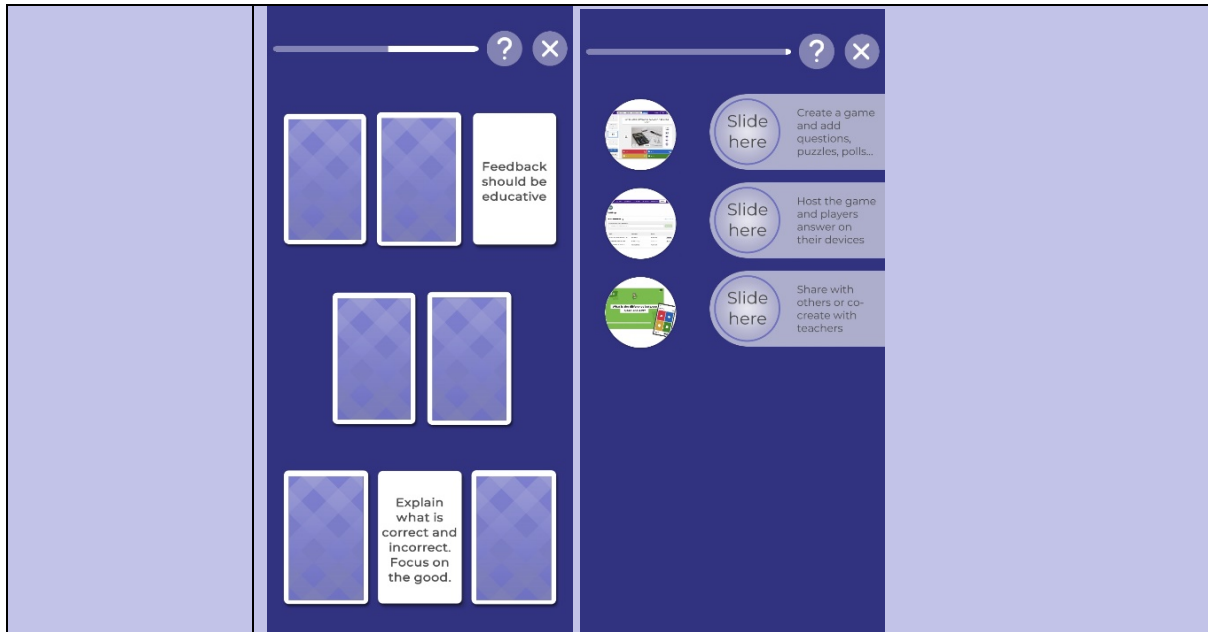 ?
×
Feedback
should be
educative
Explain
what is
correct and
incorrect.
Focus on
the good.
?
×
Slide
here
Create a game
and add
questions,
puzzles, polls...
Slide
here
Host the game
and players
answer on
their devices
Slide
here
Share with
others or co-
create with
teachers